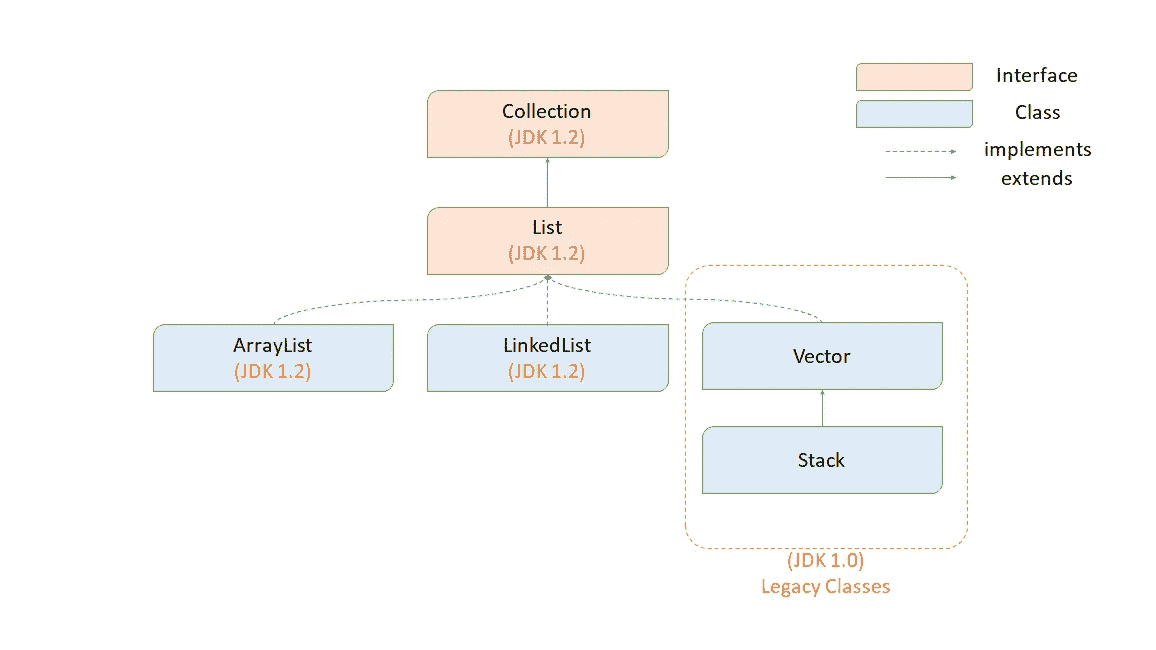 Interface
Class
implements
extends
Collection
(JDK 1.2)
List
(JDK 1.2)
ArrayList
(JDK 1.2)
LinkedList
(JDK 1.2)
Vector
Stack
(JDK 1.0)
Legacy Classes